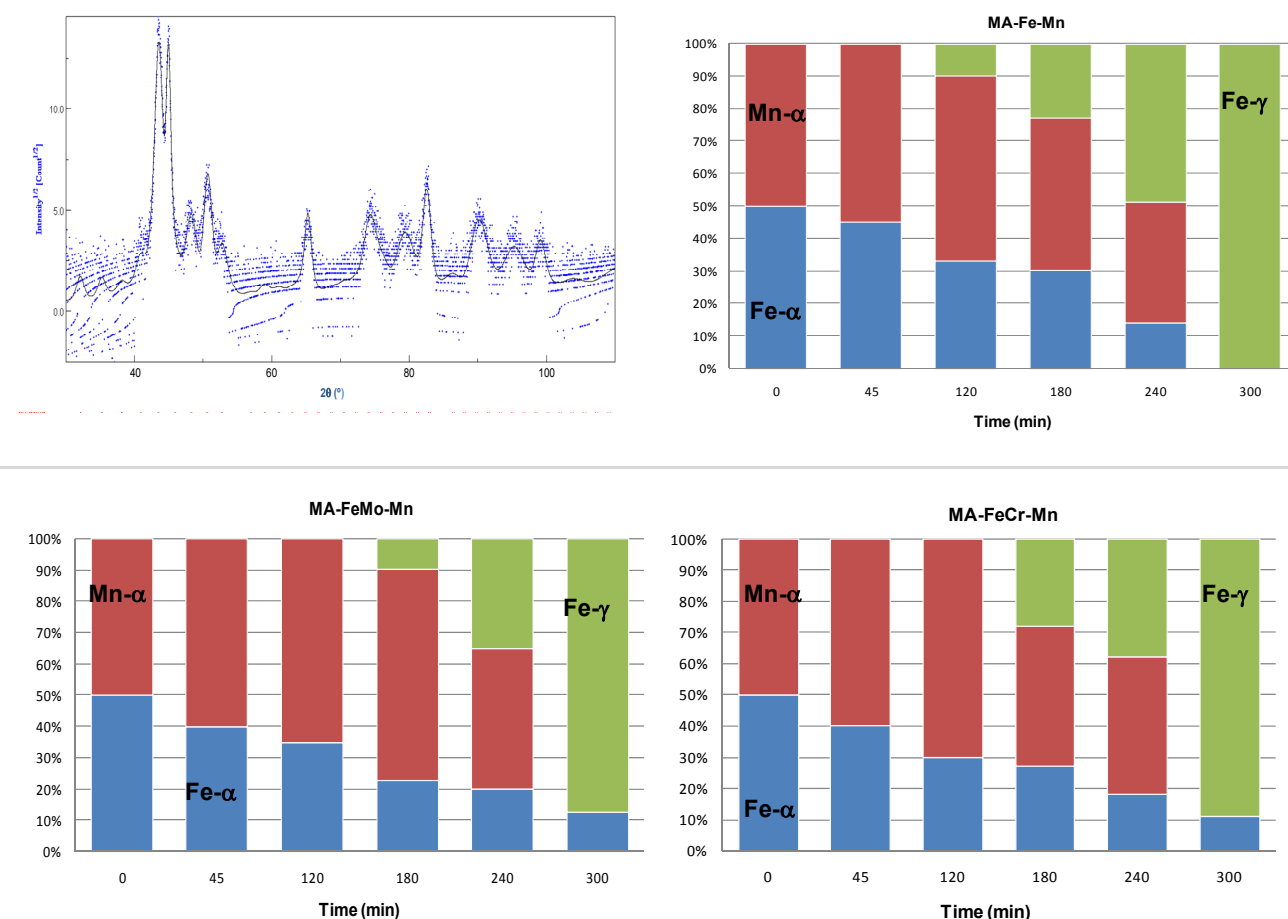 Intensity1/2 [Count1/2]
10.0
5.0
0.0
40 60 80 100
2θ (º)
MA-Fe-Mn
100%
90%
80%
70%
60%
50%
40%
30%
20%
10%
0%
Mn-α
Fe-α
Fe-γ
0 45 120 180 240 300
Time (min)
MA-FeMo-Mn
100%
90%
80%
70%
60%
50%
40%
30%
20%
10%
0%
Mn-α
Fe-α
Fe-γ
0 45 120 180 240 300
Time (min)
MA-FeCr-Mn
100%
90%
80%
70%
60%
50%
40%
30%
20%
10%
0%
Mn-α
Fe-α
Fe-γ
0 45 120 180 240 300
Time (min)